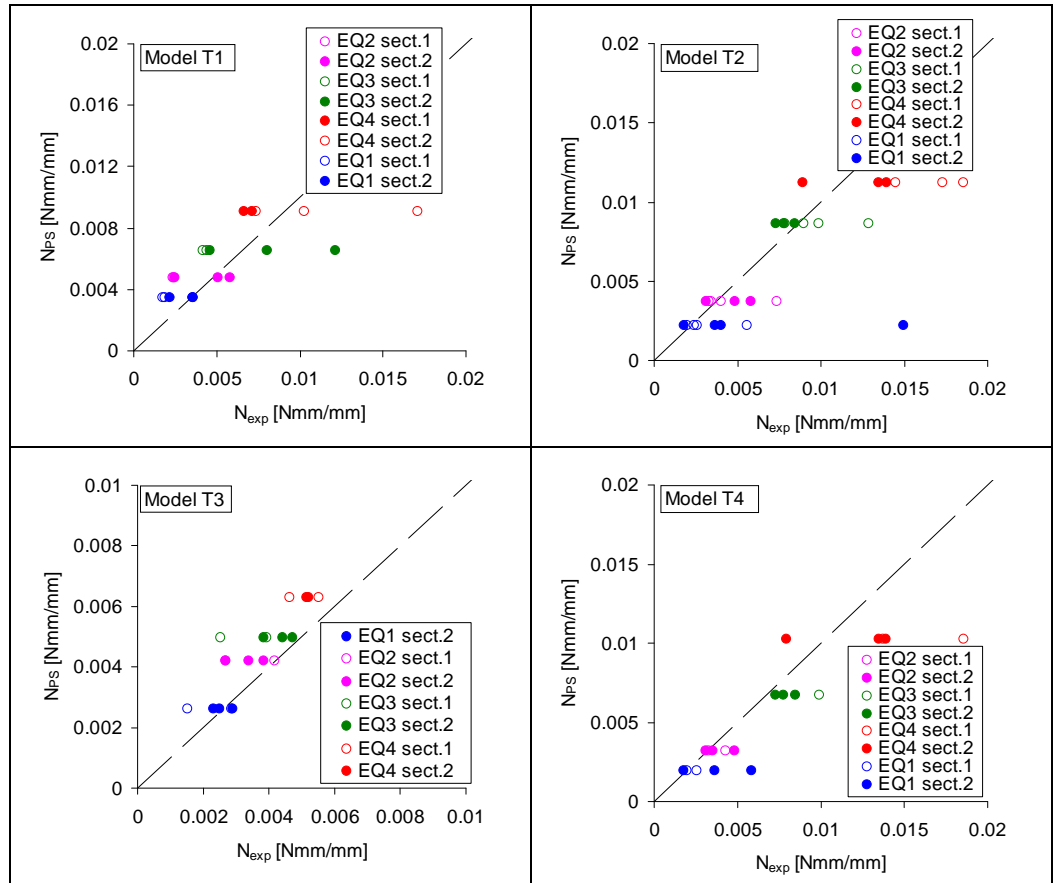 Model T1
EQ2 sect.1
EQ2 sect.2
EQ3 sect.1
EQ3 sect.2
EQ4 sect.1
EQ4 sect.2
EQ1 sect.1
EQ1 sect.2
0.02
0.016
0.012
0.008
0.004
0
NPS [Nmm/mm]
0 0.005 0.01 0.015 0.02
Nexp [Nmm/mm]
Model T2
EQ2 sect.1
EQ2 sect.2
EQ3 sect.1
EQ3 sect.2
EQ4 sect.1
EQ4 sect.2
EQ1 sect.1
EQ1 sect.2
0.02
0.015
0.01
0.005
0
NPS [Nmm/mm]
0 0.005 0.01 0.015 0.02
Nexp [Nmm/mm]
Model T3
0.01
0.008
0.006
0.004
0.002
0
NPS [Nmm/mm]
EQ1 sect.2
EQ2 sect.1
EQ2 sect.2
EQ3 sect.1
EQ3 sect.2
EQ4 sect.1
EQ4 sect.2
0 0.002 0.004 0.006 0.008 0.01
Nexp [Nmm/mm]
Model T4
0.02
0.015
0.01
0.005
0
NPS [Nmm/mm]
EQ2 sect.1
EQ2 sect.2
EQ3 sect.1
EQ3 sect.2
EQ4 sect.1
EQ4 sect.2
EQ1 sect.1
EQ1 sect.2
0 0.005 0.01 0.015 0.02
Nexp [Nmm/mm]